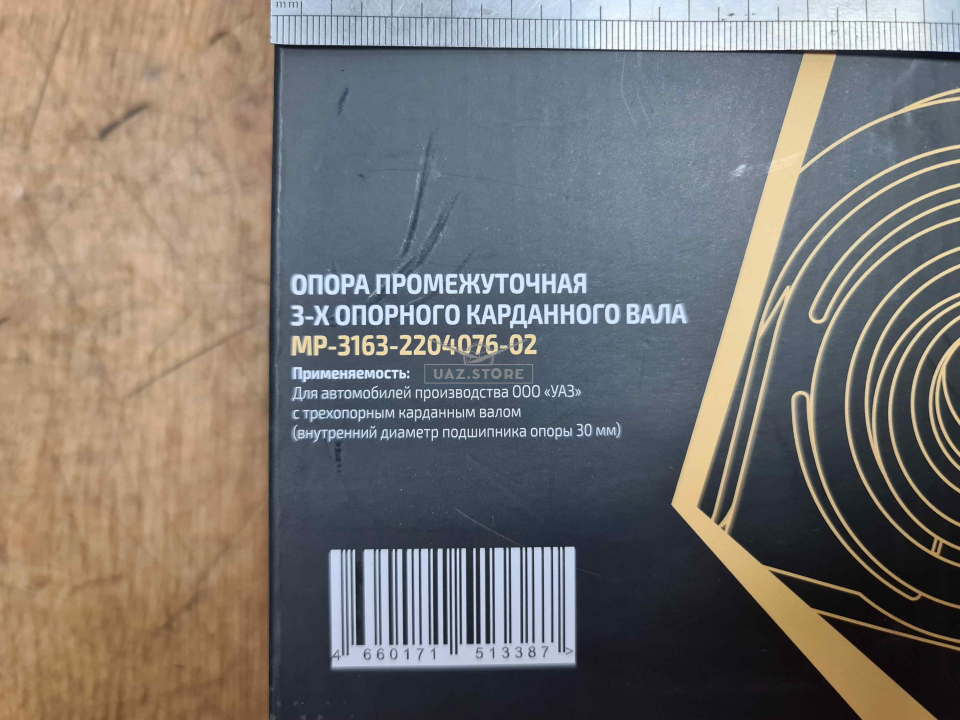 mm
ОПОРА ПРОМЕЖУТОЧНАЯ
3-Х ОПОРНОГО КАРДАННОГО ВАЛА
МР-3163-2204076-02
UAZ.STORE
Применяемость:
Для автомобилей производства ООО «УАЗ»
с трехопорным карданным валом
(внутренний диаметр подшипника опоры 30 мм)
4 660171 513387 >